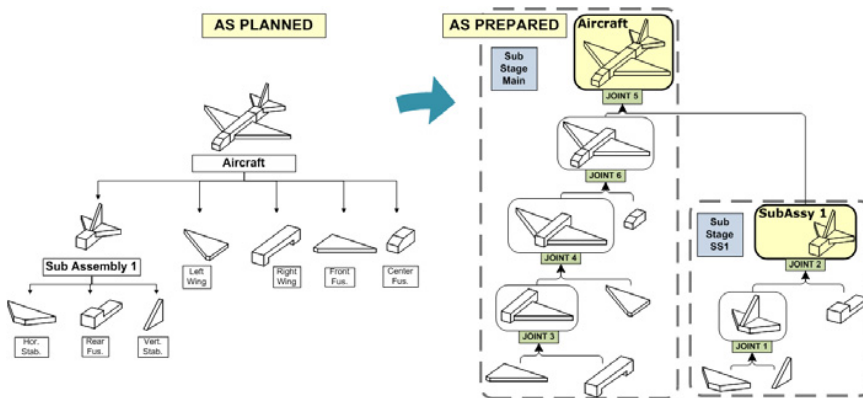 AS PLANNED
Aircraft
Sub Assembly 1
Left
Wing
Right
Wing
Front
Fus.
Center
Fus.
Hor.
Stab.
Rear
Fus.
Vert.
Stab.
AS PREPARED
Sub
Stage
Main
Aircraft
JOINT 5
JOINT 6
JOINT 4
JOINT 3
Sub
Stage
SS1
SubAssy 1
JOINT 2
JOINT 1